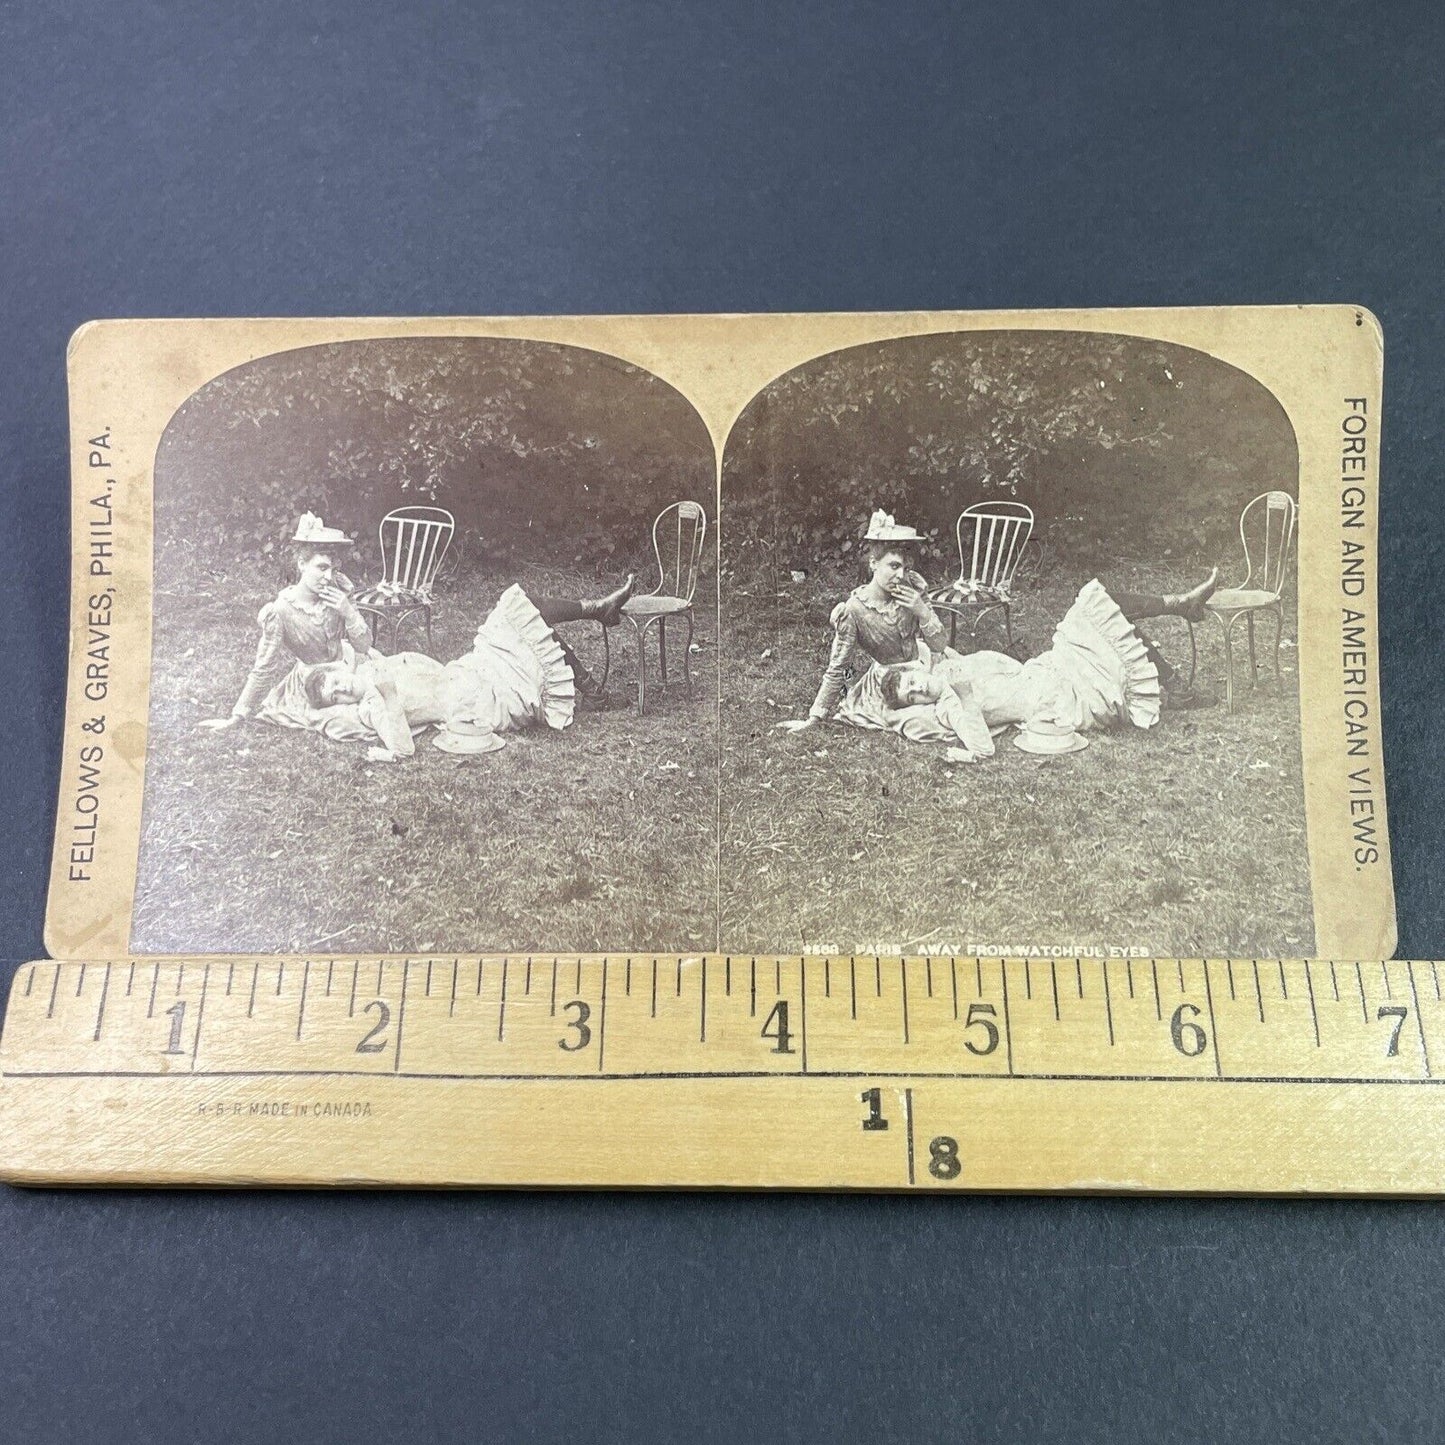 FELLOWS & GRAVES, PHILA., PA.
FOREIGN AND AMERICAN VIEWS.
PARIS. AWAY FROM WATCHFUL EYES
1 2 3 4 5 6 7
R-S-R MADE IN CANADA
1
8